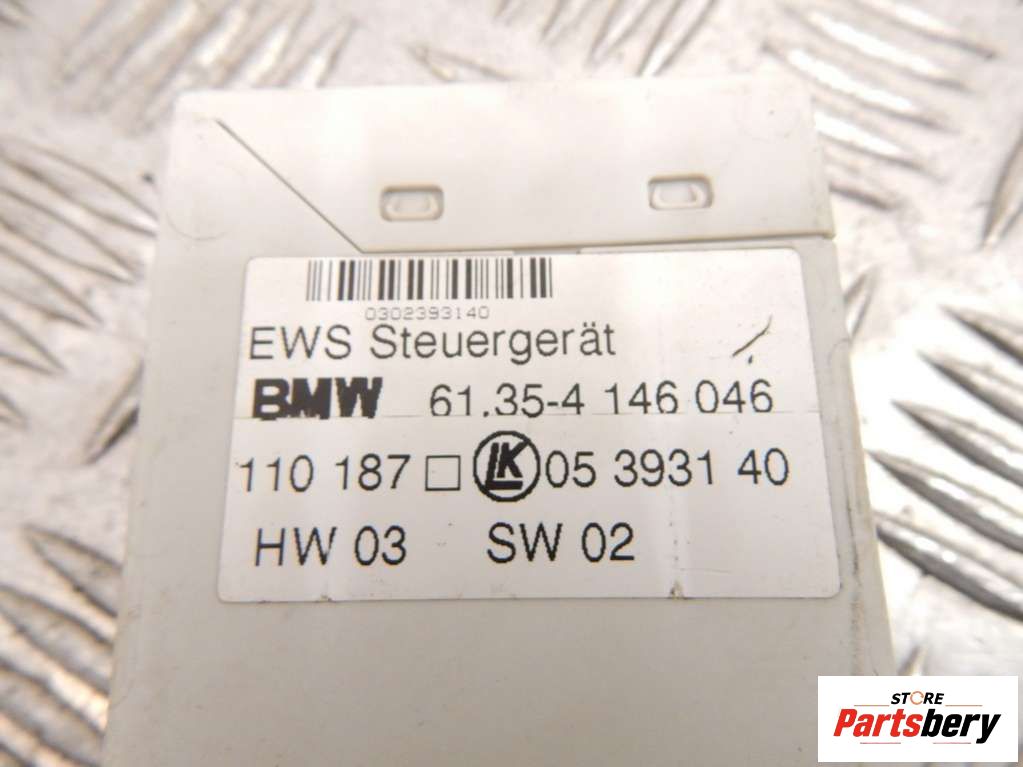 0302393140
EWS Steuergerät
BMW 61.35-4 146 046
110 187 □ LK 05 3931 40
HW 03 SW 02
STORE
Partsbery